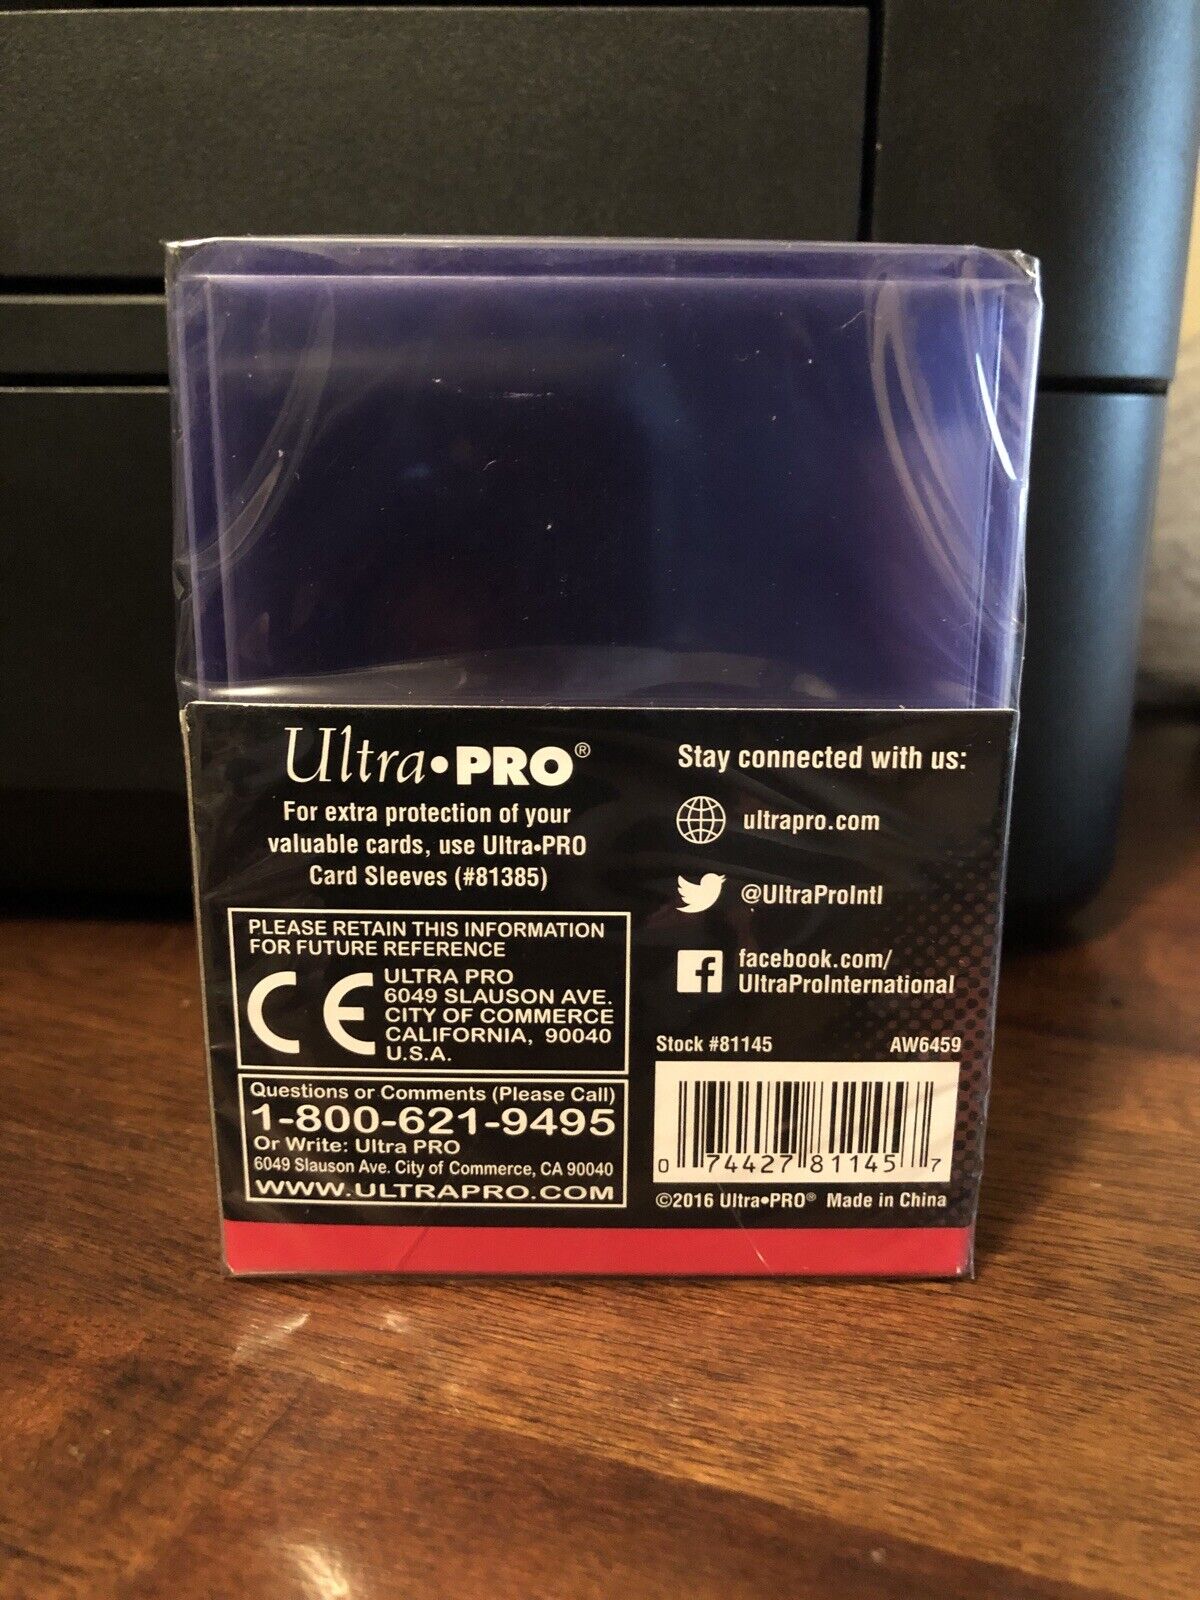 Ultra•PRO®
For extra protection of your
valuable cards, use Ultra•PRO
Card Sleeves (#81385)
PLEASE RETAIN THIS INFORMATION
FOR FUTURE REFERENCE
CE
ULTRA PRO
6049 SLAUSON AVE.
CITY OF COMMERCE
CALIFORNIA, 90040
U.S.A.
Questions or Comments (Please Call)
1-800-621-9495
Or Write: Ultra PRO
6049 Slauson Ave. City of Commerce, CA 90040
WWW.ULTRAPRO.COM
Stay connected with us:
ultrapro.com
@UltraProIntl
facebook.com/
UltraProInternational
Stock #81145 AW6459
0 74427 81145 7
©2016 Ultra•PRO® Made in China